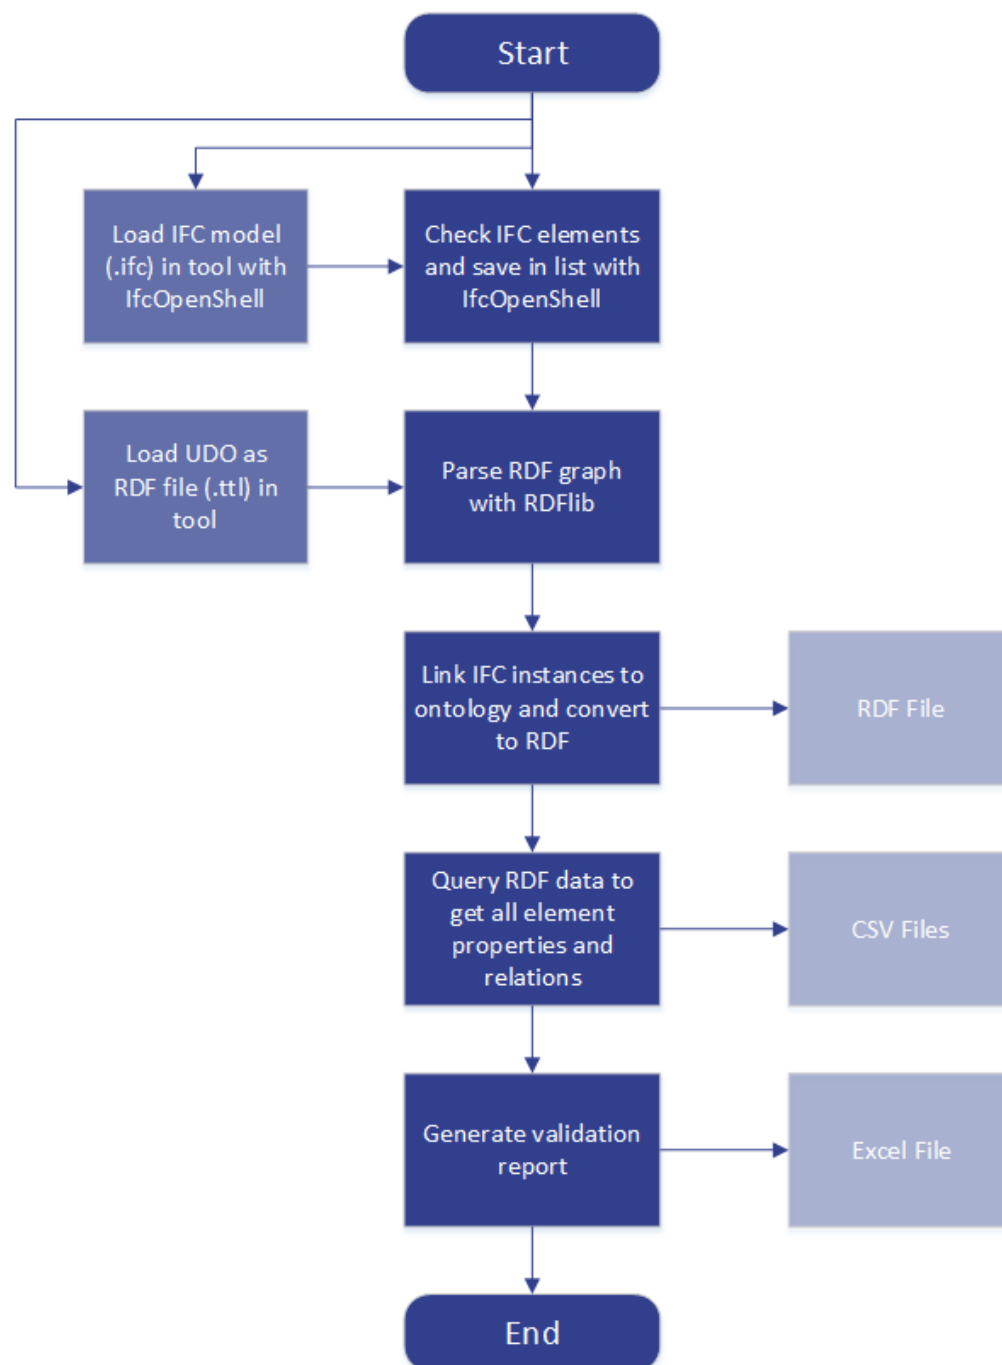 Start
Load IFC model
(.ifc) in tool with
IfcOpenShell
Check IFC elements
and save in list with
IfcOpenShell
Load UDO as
RDF file (.ttl) in
tool
Parse RDF graph
with RDFlib
Link IFC instances to
ontology and convert
to RDF
RDF File
Query RDF data to
get all element
properties and
relations
CSV Files
Generate validation
report
Excel File
End